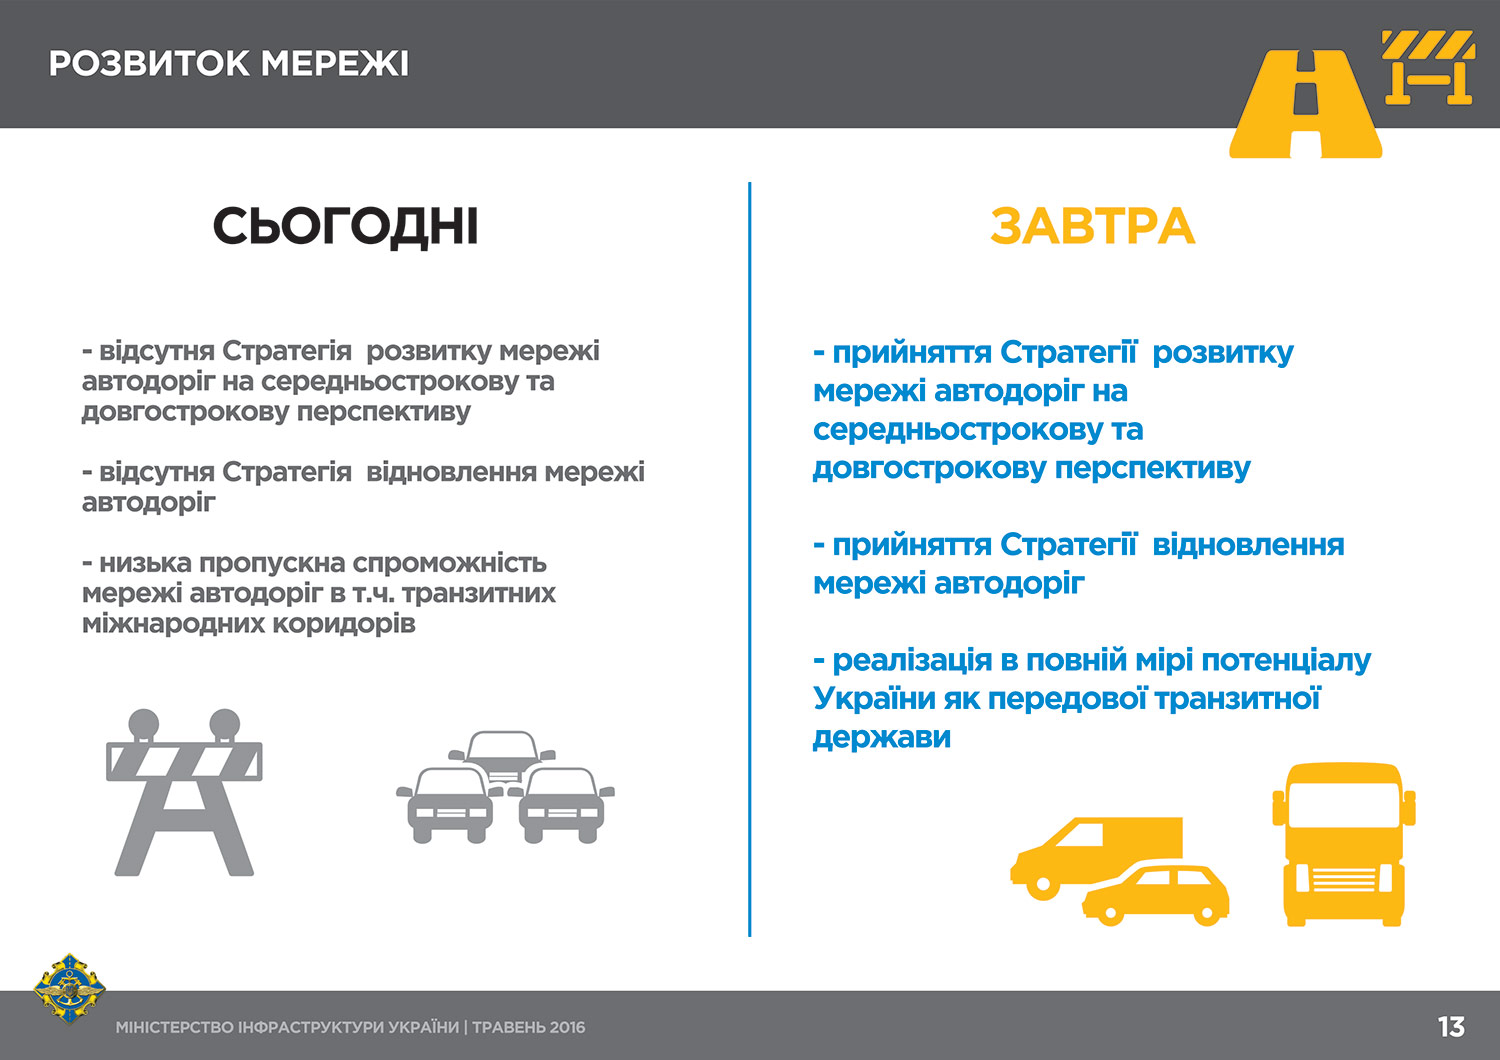 РОЗВИТОК МЕРЕЖІ
СЬОГОДНІ
- відсутня Стратегія  розвитку мережі
автодоріг на середньострокову та
довгострокову перспективу
- відсутня Стратегія  відновлення мережі
автодоріг
- низька пропускна спроможність
мережі автодоріг в т.ч. транзитних
міжнародних коридорів
ЗАВТРА
- прийняття Стратегії  розвитку
мережі автодоріг на
середньострокову та
довгострокову перспективу
- прийняття Стратегії  відновлення
мережі автодоріг
- реалізація в повній мірі потенціалу
України як передової транзитної
держави
МІНІСТЕРСТВО ІНФРАСТРУКТУРИ УКРАЇНИ | ТРАВЕНЬ 2016
13